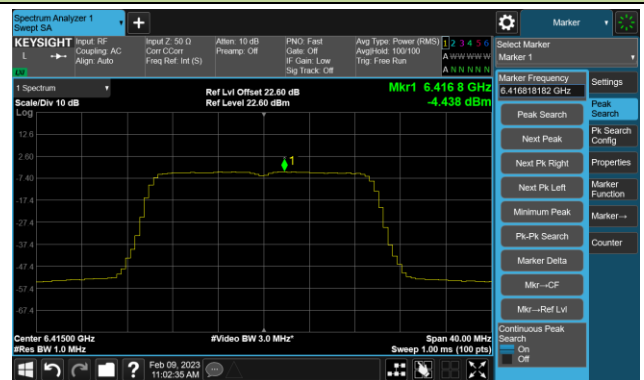 Spectrum Analyzer 1
Swept SA
+
Marker
KEYSIGHT
L
LW
Input: RF
Coupling: AC
Align: Auto
Input Z: 50 Ω
Corr CCorr
Freq Ref: Int (S)
Atten: 10 dB
Preamp: Off
PNO: Fast
Gate: Off
IF Gain: Low
Sig Track: Off
Avg Type: Power (RMS)
Avg|Hold: 100/100
Trig: Free Run
1 2 3 4 5 6
A W W W W W
A N N N N N
Select Marker
Marker 1
1 Spectrum
Scale/Div 10 dB
Log
Ref Lvl Offset 22.60 dB
Ref Level 22.60 dBm
Mkr1 6.416 8 GHz
-4.438 dBm
12.6
2.60
-7.40
-17.4
-27.4
-37.4
-47.4
-57.4
-67.4
1
Center 6.41500 GHz
#Res BW 1.0 MHz
#Video BW 3.0 MHz*
Span 40.00 MHz
Sweep 1.00 ms (100 pts)
Marker Frequency
6.416818182 GHz
Peak Search
Next Peak
Next Pk Right
Next Pk Left
Minimum Peak
Pk-Pk Search
Marker Delta
Mkr→CF
Mkr→Ref Lvl
Continuous Peak
Search
On
Off
Settings
Peak
Search
Pk Search
Config
Properties
Marker
Function
Marker→
Counter
?
Feb 09, 2023
11:02:35 AM